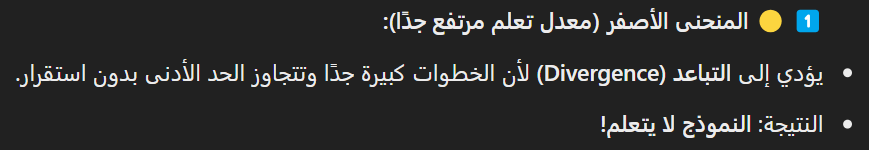 1️⃣ 🟡 المنحنى الأصفر (معدل تعلم مرتفع جدًا):
• يؤدي إلى التباعد (Divergence) لأن الخطوات كبيرة جدًا وتتجاوز الحد الأدنى بدون استقرار.
• النتيجة: النموذج لا يتعلم!